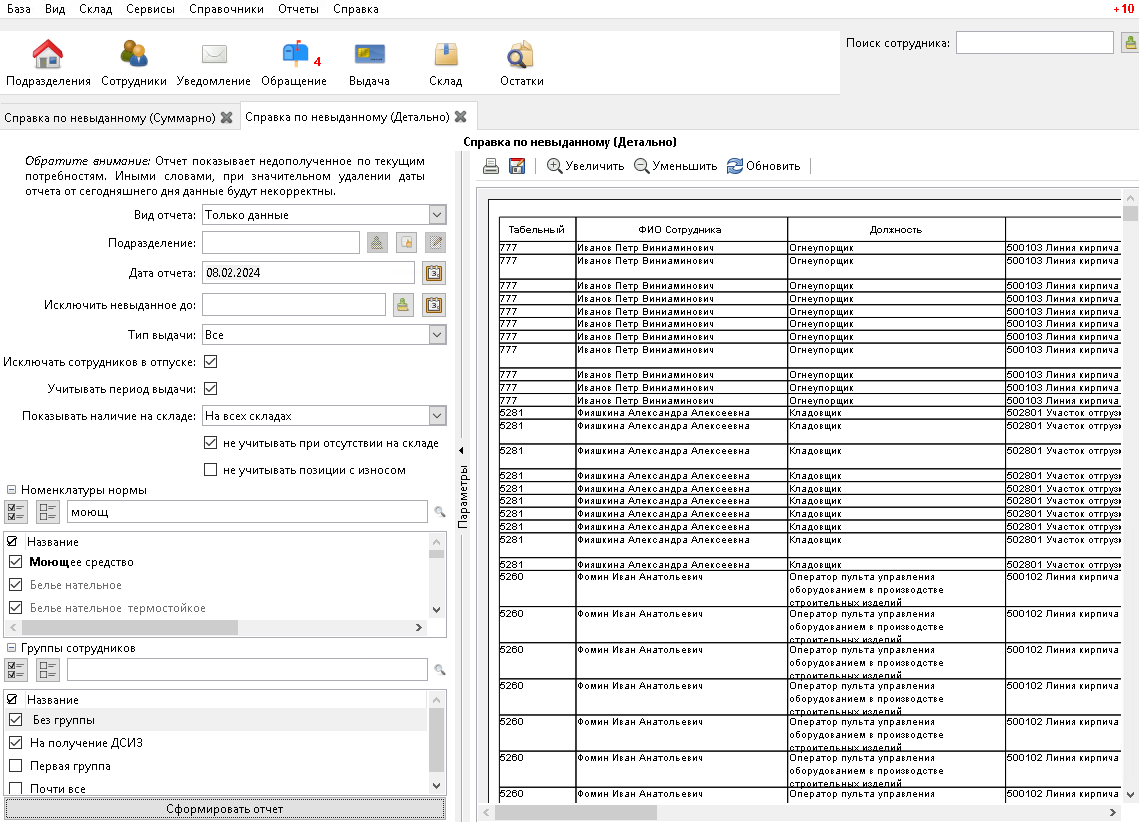 База Вид Склад Сервисы Справочники Отчеты Справка +10
Подразделения Сотрудники Уведомление Обращение 4 Выдача Склад Остатки
Поиск сотрудника:
Справка по невыданному (Суммарно) Справка по невыданному (Детально)
Справка по невыданному (Детально)
Обратите внимание: Отчет показывает недополученное по текущим
потребностям. Иными словами, при значительном удалении даты
отчета от сегодняшнего дня данные будут некорректны.
Вид отчета: Только данные
Подразделение:
Дата отчета: 08.02.2024
Исключить невыданное до:
Тип выдачи: Все
Исключать сотрудников в отпуске:
Учитывать период выдачи:
Показывать наличие на складе: На всех складах
не учитывать при отсутствии на складе
не учитывать позиции с износом
Номенклатуры нормы
моющ
Название
Моющее средство
Белье нательное
Белье нательное термостойкое
Группы сотрудников
Название
Без группы
На получение ДСИЗ
Первая группа
Почти все
Сформировать отчет
Параметры
Увеличить Уменьшить Обновить
Табельный ФИО Сотрудника Должность
777 Иванов Петр Виниаминович Огнеупорщик 500103 Линия кирпича
777 Иванов Петр Виниаминович Огнеупорщик 500103 Линия кирпича
777 Иванов Петр Виниаминович Огнеупорщик 500103 Линия кирпича
777 Иванов Петр Виниаминович Огнеупорщик 500103 Линия кирпича
777 Иванов Петр Виниаминович Огнеупорщик 500103 Линия кирпича
777 Иванов Петр Виниаминович Огнеупорщик 500103 Линия кирпича
777 Иванов Петр Виниаминович Огнеупорщик 500103 Линия кирпича
777 Иванов Петр Виниаминович Огнеупорщик 500103 Линия кирпича
777 Иванов Петр Виниаминович Огнеупорщик 500103 Линия кирпича
777 Иванов Петр Виниаминович Огнеупорщик 500103 Линия кирпича
777 Иванов Петр Виниаминович Огнеупорщик 500103 Линия кирпича
5281 Фияшкина Александра Алексеевна Кладовщик 502801 Участок отгруз
5281 Фияшкина Александра Алексеевна Кладовщик 502801 Участок отгруз
5281 Фияшкина Александра Алексеевна Кладовщик 502801 Участок отгруз
5281 Фияшкина Александра Алексеевна Кладовщик 502801 Участок отгруз
5281 Фияшкина Александра Алексеевна Кладовщик 502801 Участок отгруз
5281 Фияшкина Александра Алексеевна Кладовщик 502801 Участок отгруз
5281 Фияшкина Александра Алексеевна Кладовщик 502801 Участок отгруз
5281 Фияшкина Александра Алексеевна Кладовщик 502801 Участок отгруз
5281 Фияшкина Александра Алексеевна Кладовщик 502801 Участок отгруз
5281 Фияшкина Александра Алексеевна Кладовщик 502801 Участок отгруз
5260 Фомин Иван Анатольевич Оператор пульта управления 500102 Линия кирпича
оборудованием в производстве
строительных изделий
5260 Фомин Иван Анатольевич Оператор пульта управления 500102 Линия кирпича
оборудованием в производстве
строительных изделий
5260 Фомин Иван Анатольевич Оператор пульта управления 500102 Линия кирпича
оборудованием в производстве
строительных изделий
5260 Фомин Иван Анатольевич Оператор пульта управления 500102 Линия кирпича
оборудованием в производстве
строительных изделий
5260 Фомин Иван Анатольевич Оператор пульта управления 500102 Линия кирпича
оборудованием в производстве
строительных изделий
5260 Фомин Иван Анатольевич Оператор пульта управления 500102 Линия кирпича
оборудованием в производстве
строительных изделий
5260 Фомин Иван Анатольевич Оператор пульта управления 500102 Линия кирпича